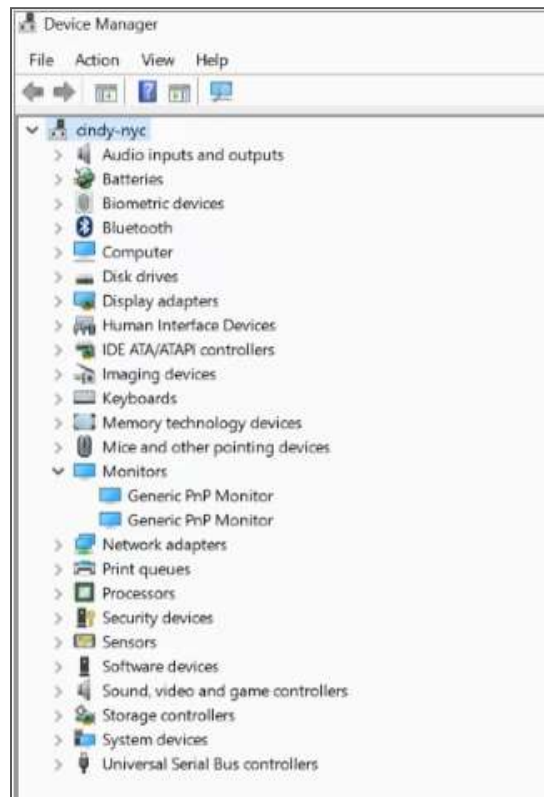 Device Manager
File Action View Help
cindy-nyc
Audio inputs and outputs
Batteries
Biometric devices
Bluetooth
Computer
Disk drives
Display adapters
Human Interface Devices
IDE ATA/ATAPI controllers
Imaging devices
Keyboards
Memory technology devices
Mice and other pointing devices
Monitors
Generic PnP Monitor
Generic PnP Monitor
Network adapters
Print queues
Processors
Security devices
Sensors
Software devices
Sound, video and game controllers
Storage controllers
System devices
Universal Serial Bus controllers